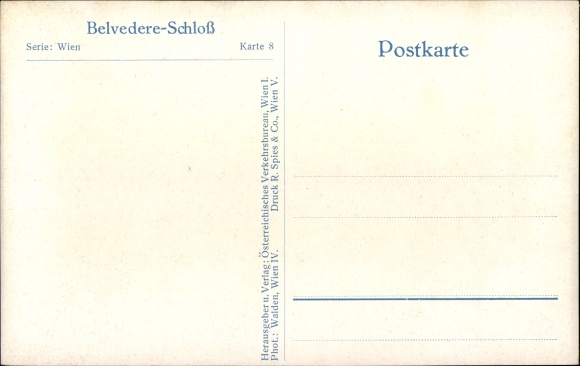 Belvedere-Schloß
Serie: Wien Karte 8
Postkarte
Herausgeber u. Verlag: Österreichisches Verkehrsbureau, Wien I.
Phot.: Walden, Wien IV. Druck R. Spies & Co., Wien V.